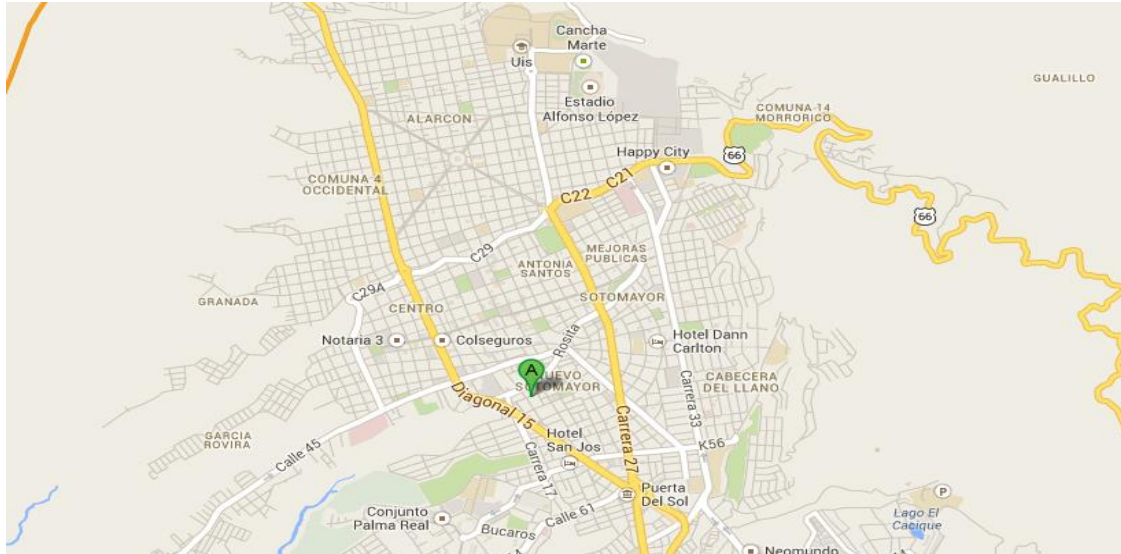 Cancha
Marte
Uis
GUALILLO
Estadio
Alfonso López
COMUNA 14
MORRORICO
ALARCON
Happy City
66
COMUNA 4
OCCIDENTAL
C22
C21
66
C29
MEJORAS
PUBLICAS
ANTONIA
SANTOS
C29A
GRANADA
CENTRO
SOTOMAYOR
Notaria 3
Colseguros
Rosita
Hotel Dann
Carlton
A
NUEVO
SOTOMAYOR
CABECERA
DEL LLANO
Diagonal 15
Carrera 33
Carrera 27
GARCIA
ROVIRA
Calle 45
Hotel
San Jos
K56
Carrera 17
Puerta
Del Sol
P
Conjunto
Palma Real
Bucaros
Calle 61
Lago El
Cacique
Neomundo